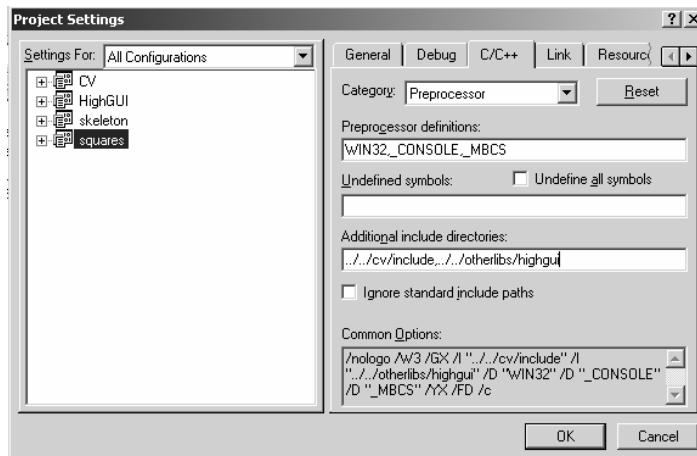 Project Settings
Settings For: All Configurations
CV
HighGUI
skeleton
squares
General Debug C/C++ Link
Category: Preprocessor Reset
Preprocessor definitions:
WIN32,_CONSOLE,_MBCS
Undefined symbols: Undefine all symbols
Additional include directories:
../../cv/include,../../otherlibs/highgui
Ignore standard include paths
Common Options:
/nologo /W3 /GX /I "../../cv/include" /I
"../../otherlibs/highgui" /D "WIN32" /D "_CONSOLE"
/D "_MBCS" /YX /FD /c
OK Cancel